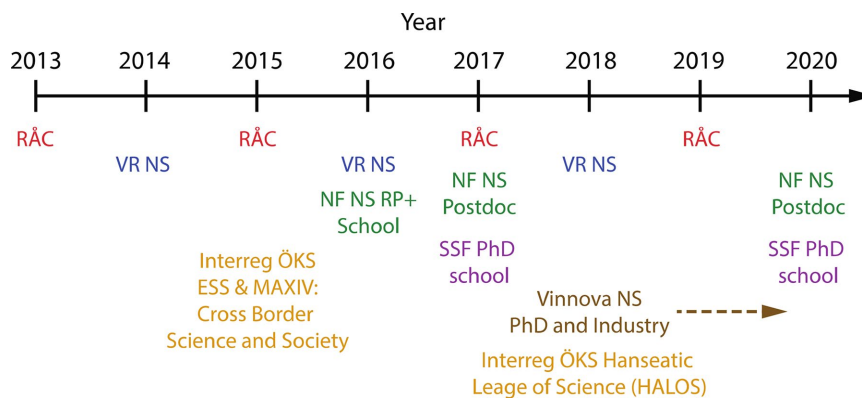 Year
2013 2014 2015 2016 2017 2018 2019 2020
RÅC RÅC RÅC RÅC
VR NS VR NS VR NS
NF NS RP+
School
NF NS
Postdoc
NF NS
Postdoc
SSF PhD
school
SSF PhD
school
Interreg ÖKS
ESS & MAXIV:
Cross Border
Science and Society
Vinnova NS
PhD and Industry
Interreg ÖKS Hanseatic
Leage of Science (HALOS)